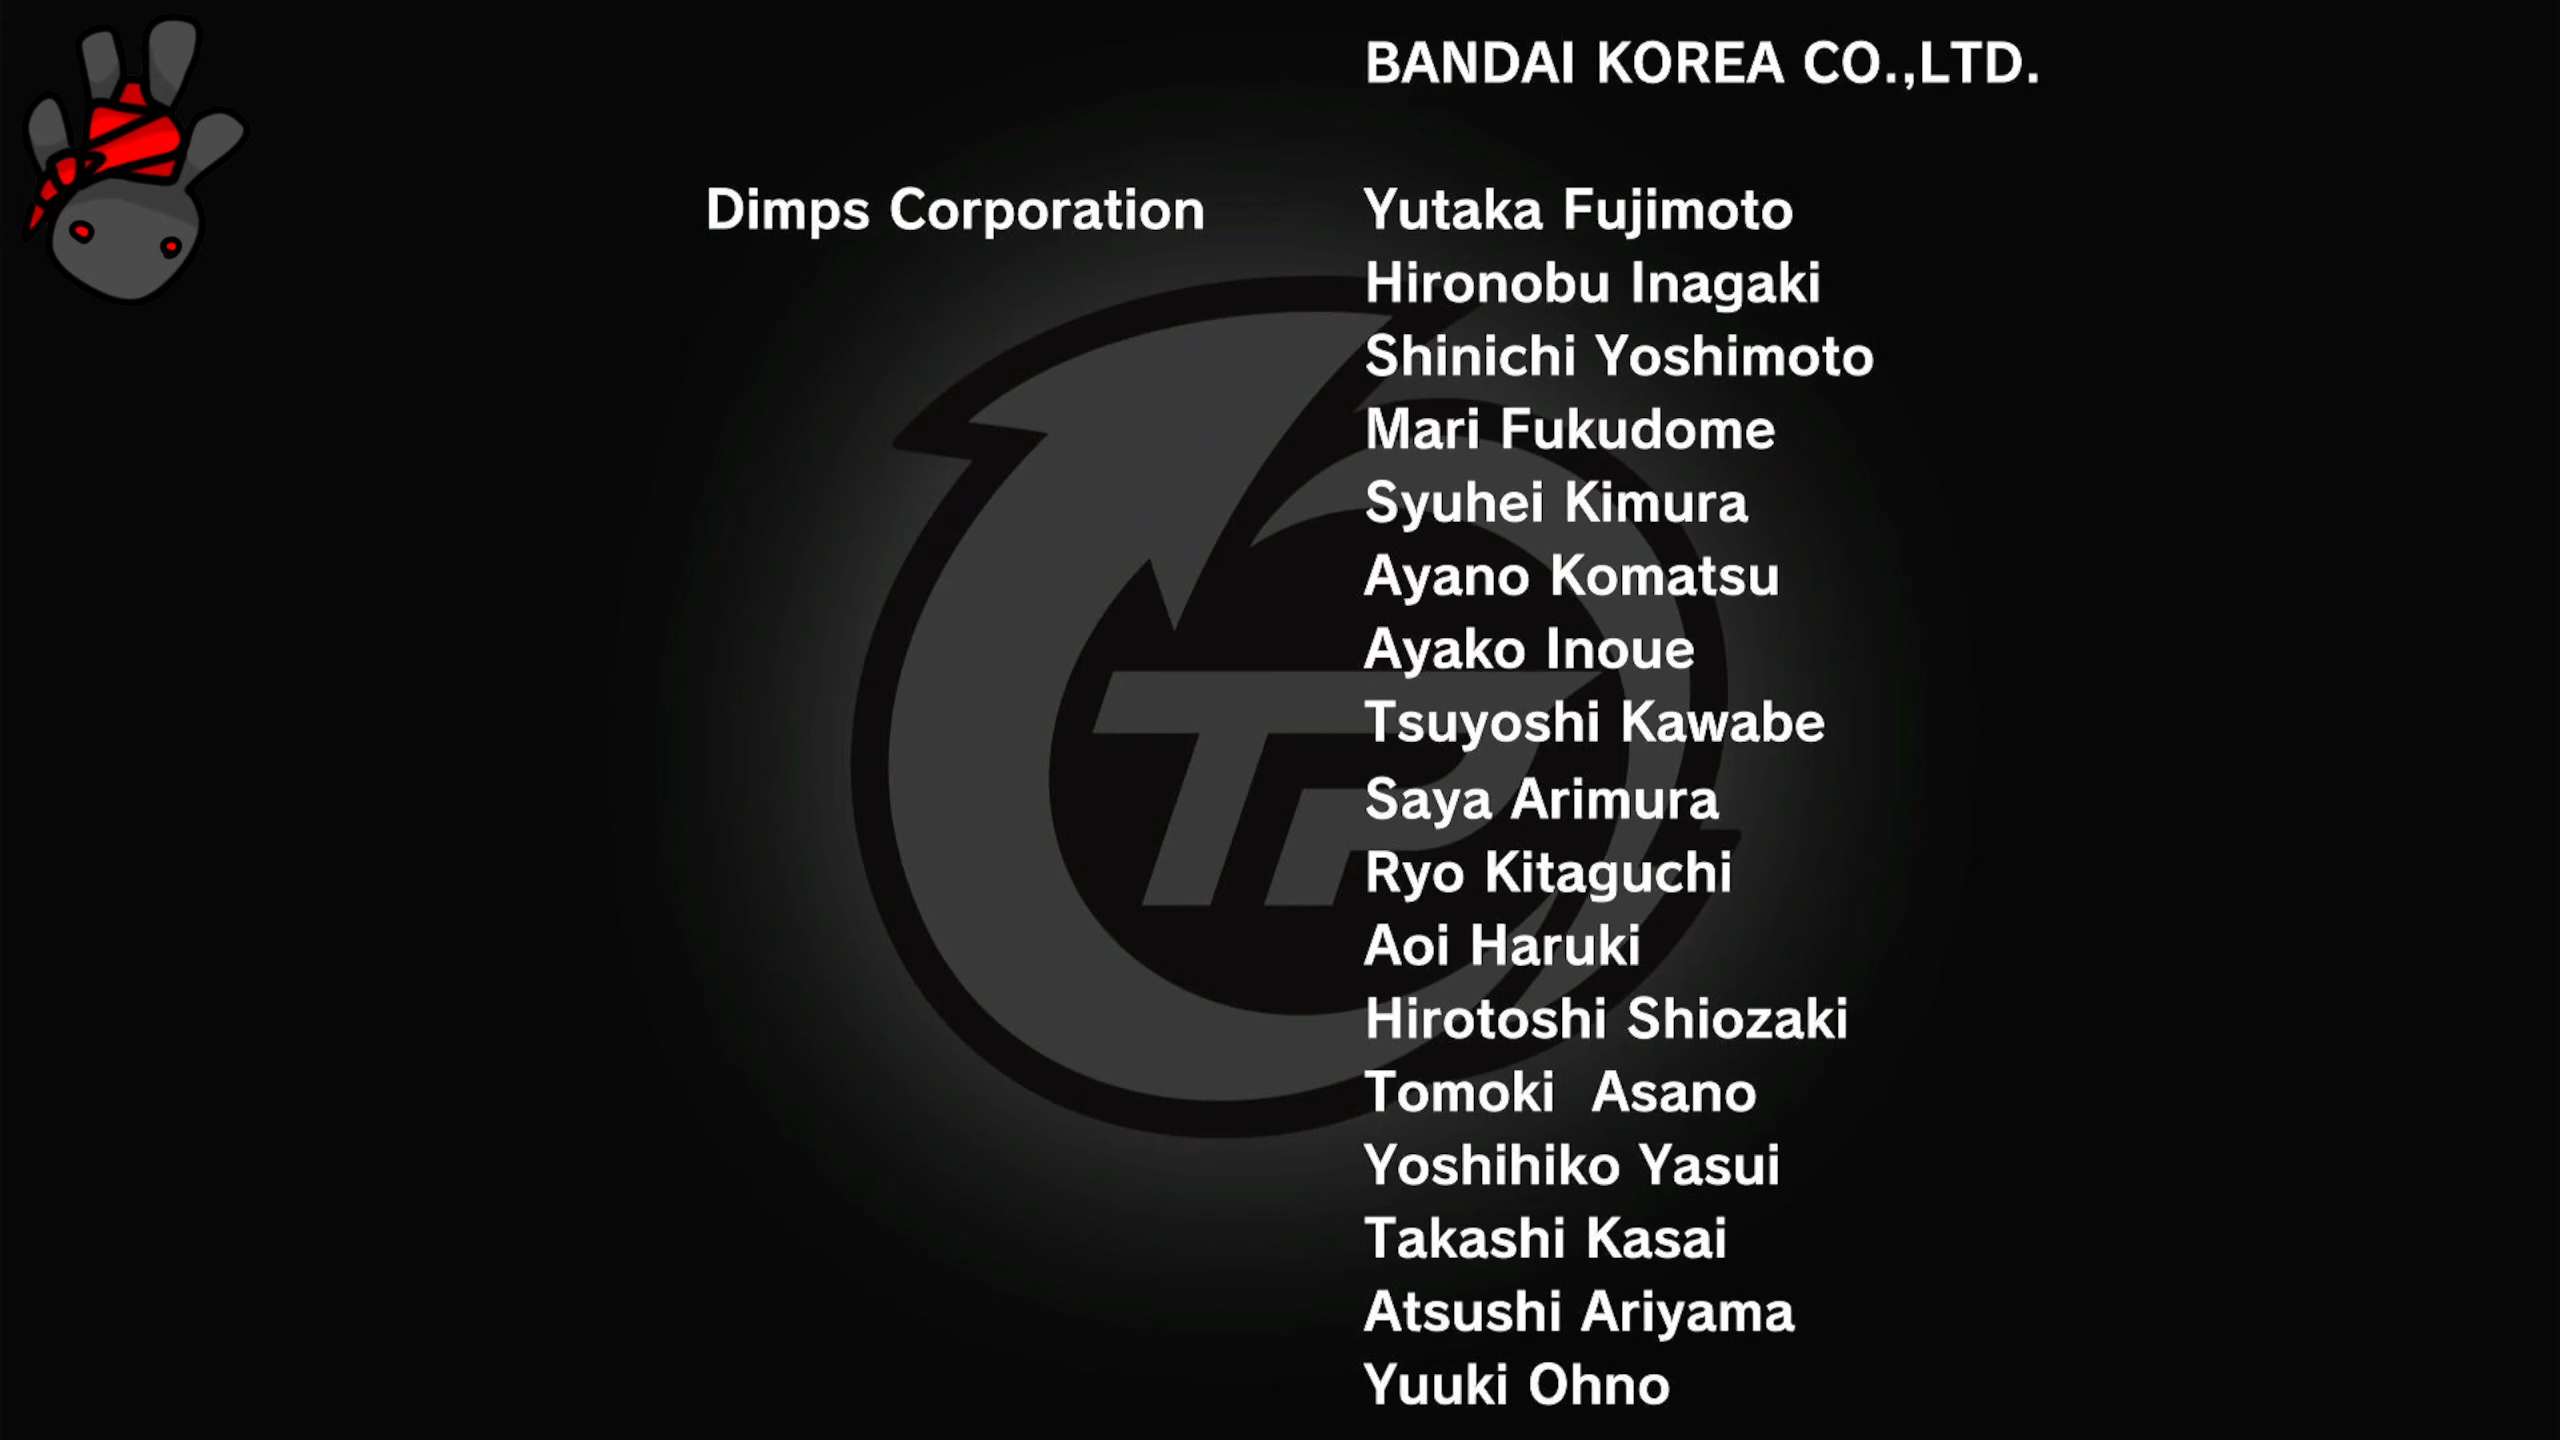 BANDAI KOREA CO.,LTD.
Dimps Corporation Yutaka Fujimoto
Hironobu Inagaki
Shinichi Yoshimoto
Mari Fukudome
Syuhei Kimura
Ayano Komatsu
Ayako Inoue
Tsuyoshi Kawabe
Saya Arimura
Ryo Kitaguchi
Aoi Haruki
Hirotoshi Shiozaki
Tomoki  Asano
Yoshihiko Yasui
Takashi Kasai
Atsushi Ariyama
Yuuki Ohno
TP